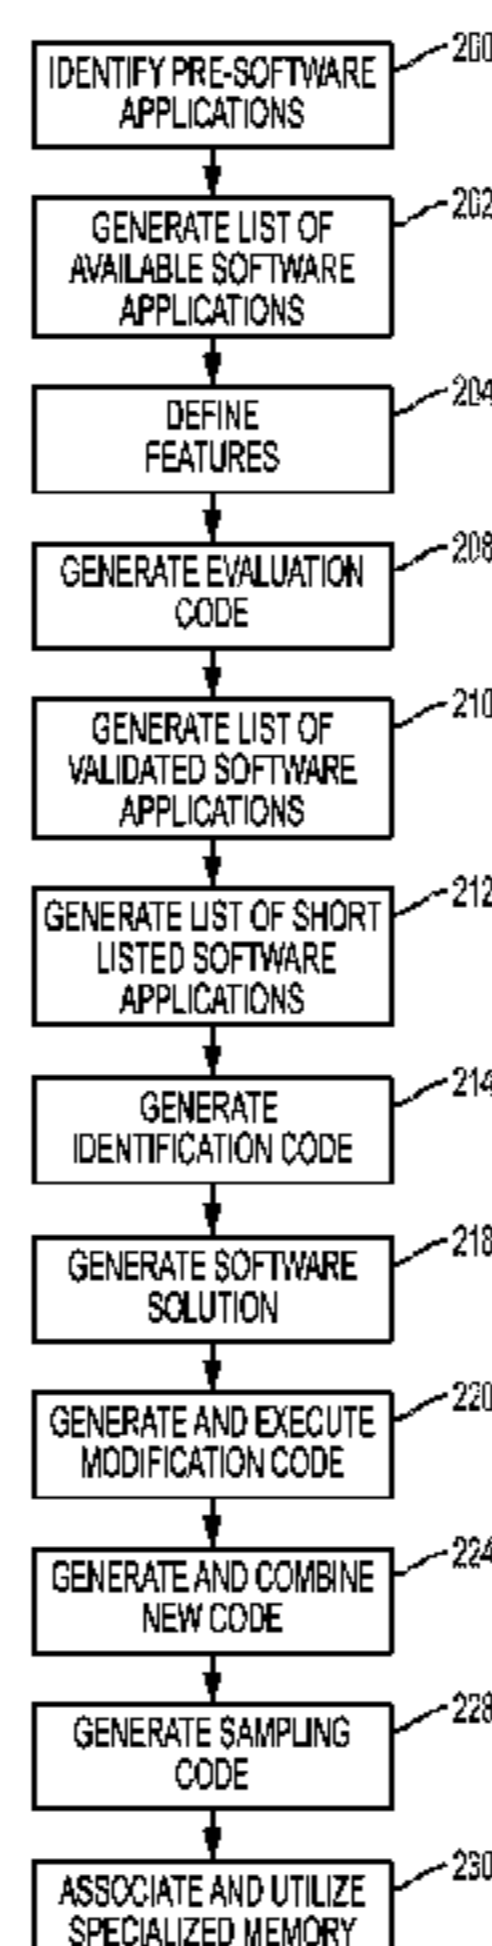 200
IDENTIFY PRE-SOFTWARE
APPLICATIONS
202
GENERATE LIST OF
AVAILABLE SOFTWARE
APPLICATIONS
204
DEFINE
FEATURES
208
GENERATE EVALUATION
CODE
210
GENERATE LIST OF
VALIDATED SOFTWARE
APPLICATIONS
212
GENERATE LIST OF SHORT
LISTED SOFTWARE
APPLICATIONS
214
GENERATE
IDENTIFICATION CODE
218
GENERATE SOFTWARE
SOLUTION
220
GENERATE AND EXECUTE
MODIFICATION CODE
224
GENERATE AND COMBINE
NEW CODE
228
GENERATE SAMPLING
CODE
230
ASSOCIATE AND UTILIZE
SPECIALIZED MEMORY